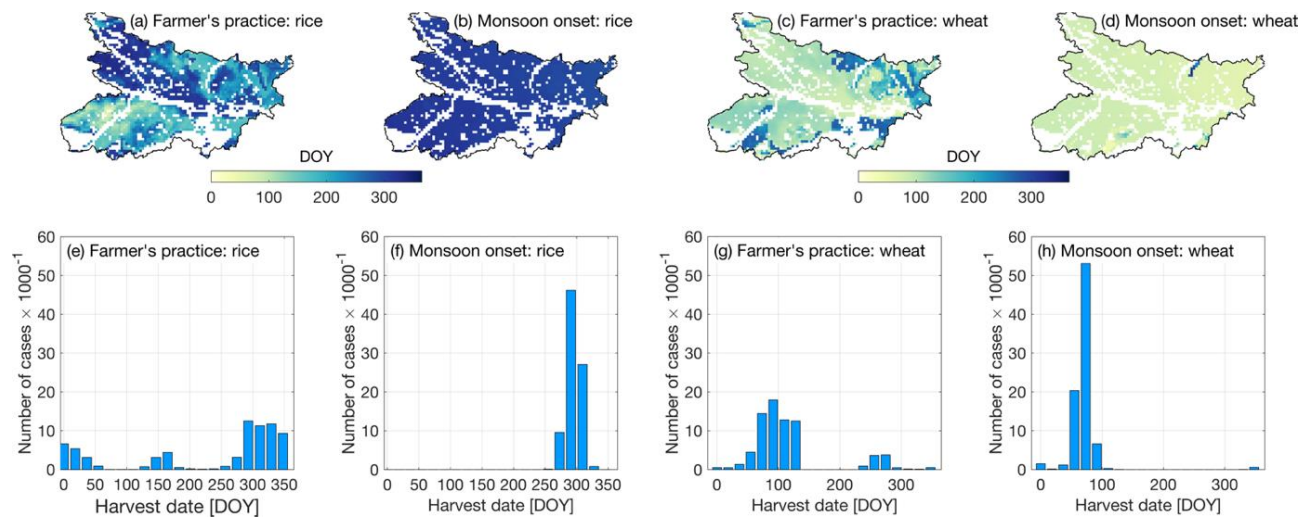 (a) Farmer's practice: rice
(b) Monsoon onset: rice
(c) Farmer's practice: wheat
(d) Monsoon onset: wheat
DOY
0 100 200 300
DOY
0 100 200 300
(e) Farmer's practice: rice
Number of cases × 1000⁻¹
60
50
40
30
20
10
0
0 50 100 150 200 250 300 350
Harvest date [DOY]
(f) Monsoon onset: rice
Number of cases × 1000⁻¹
60
50
40
30
20
10
0
0 50 100 150 200 250 300 350
Harvest date [DOY]
(g) Farmer's practice: wheat
Number of cases × 1000⁻¹
60
50
40
30
20
10
0
0 100 200 300
Harvest date [DOY]
(h) Monsoon onset: wheat
Number of cases × 1000⁻¹
60
50
40
30
20
10
0
0 100 200 300
Harvest date [DOY]